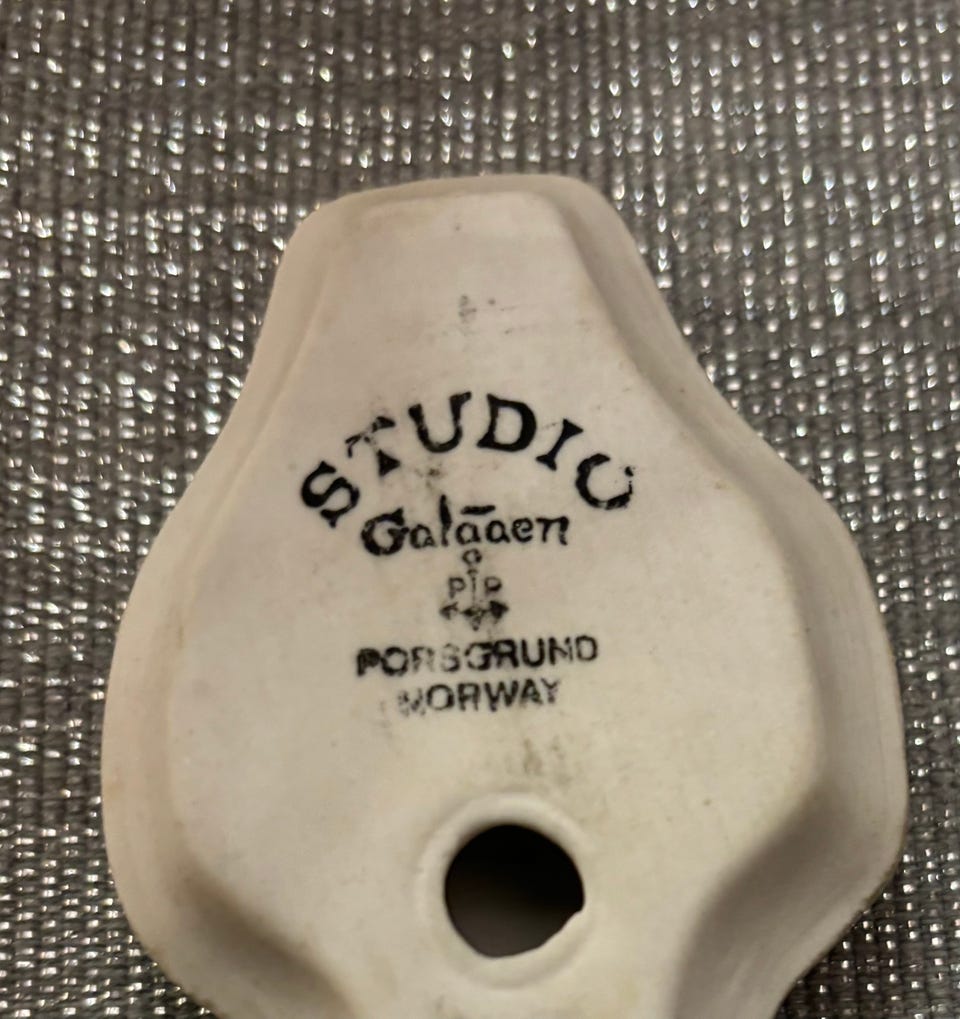 STUDIO
Galåaen
P P
PORSGRUND
NORWAY